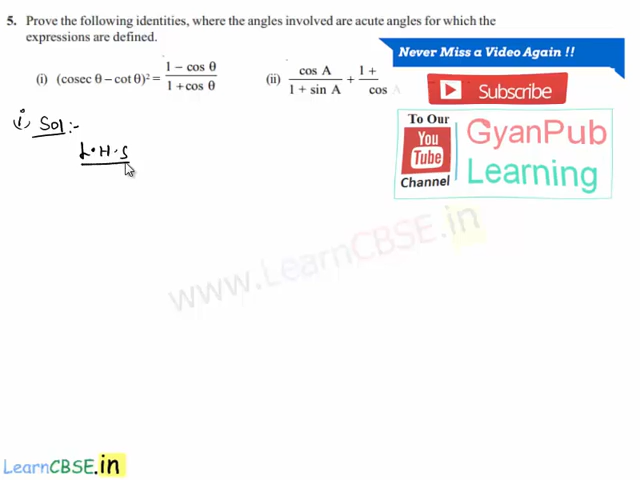 5. Prove the following identities, where the angles involved are acute angles for which the
expressions are defined.
(i) (cosec θ – cot θ)² = (1 – cos θ)/(1 + cos θ)
(ii) cos A/(1 + sin A) + 1 +/cos A
Never Miss a Video Again !!
Subscribe
To Our
You
Tube
Channel
GyanPub
Learning
i) Sol:-
L.H.S
www.LearnCBSE.in
LearnCBSE.in